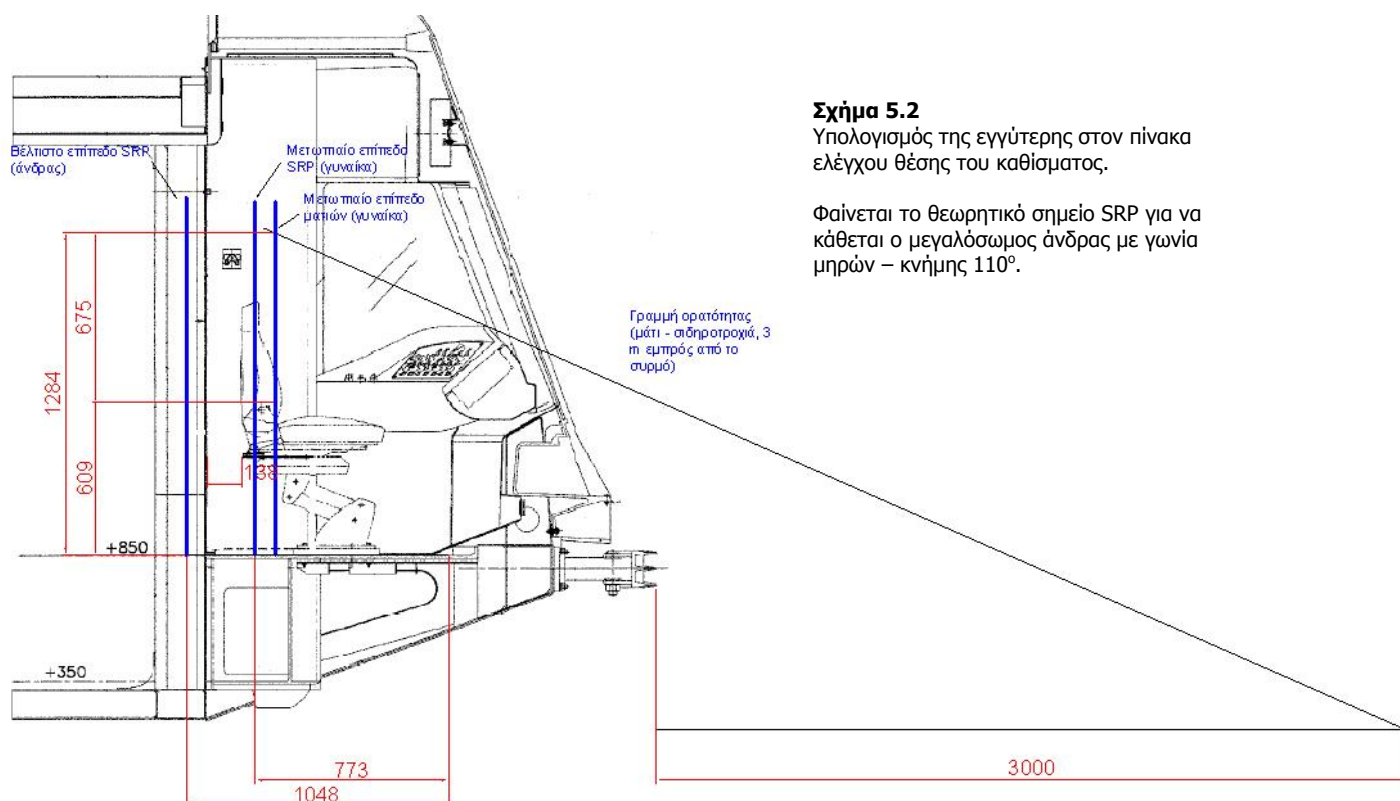 Σχήμα 5.2
Υπολογισμός της εγγύτερης στον πίνακα
ελέγχου θέσης του καθίσματος.
Φαίνεται το θεωρητικό σημείο SRP για να
κάθεται ο μεγαλόσωμος άνδρας με γωνία
μηρών – κνήμης 110°.
Βέλτιστο επίπεδο SRP
(άνδρας)
Μετωπιαίο επίπεδο
SRP (γυναίκα)
Μετωπιαίο επίπεδο
ματιών (γυναίκα)
Γραμμή ορατότητας
(μάτι - σιδηροτροχιά, 3
m εμπρός από το
συρμό)
675
1284
609
138
+850
+350
773
1048
3000